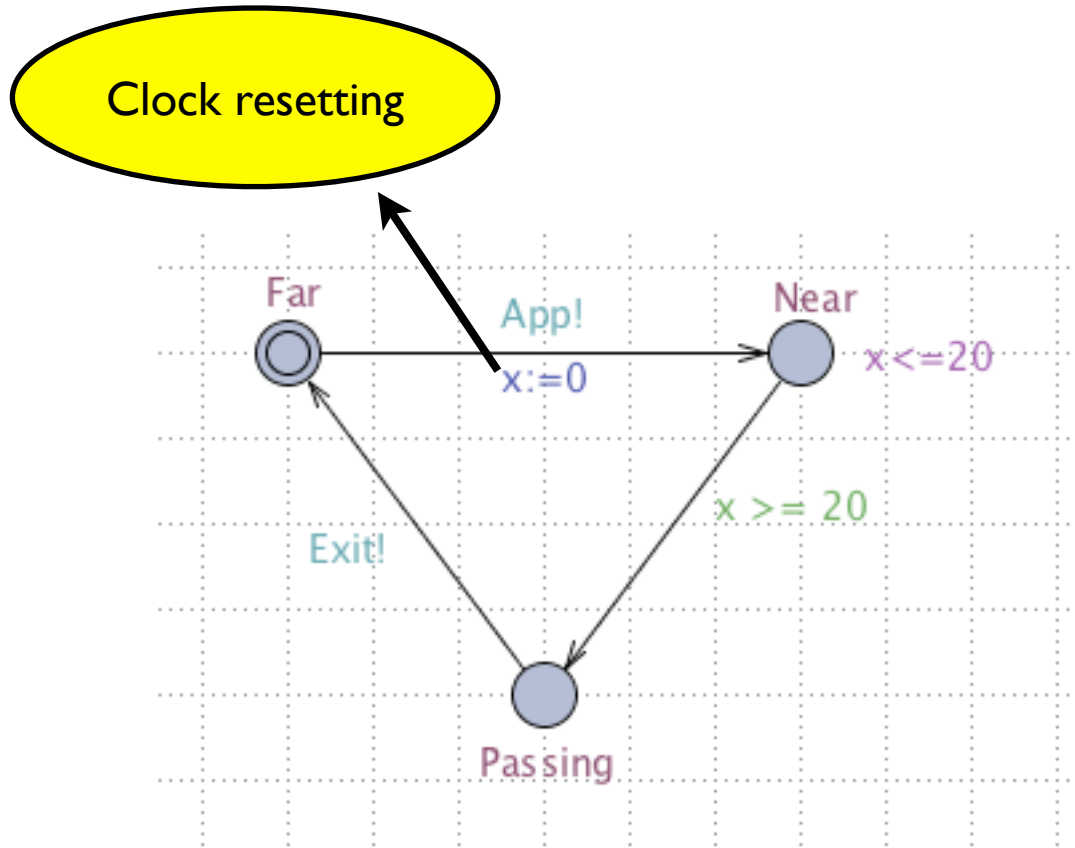 Clock resetting
Far
App!
Near
x:=0
x<=20
x >= 20
Exit!
Passing